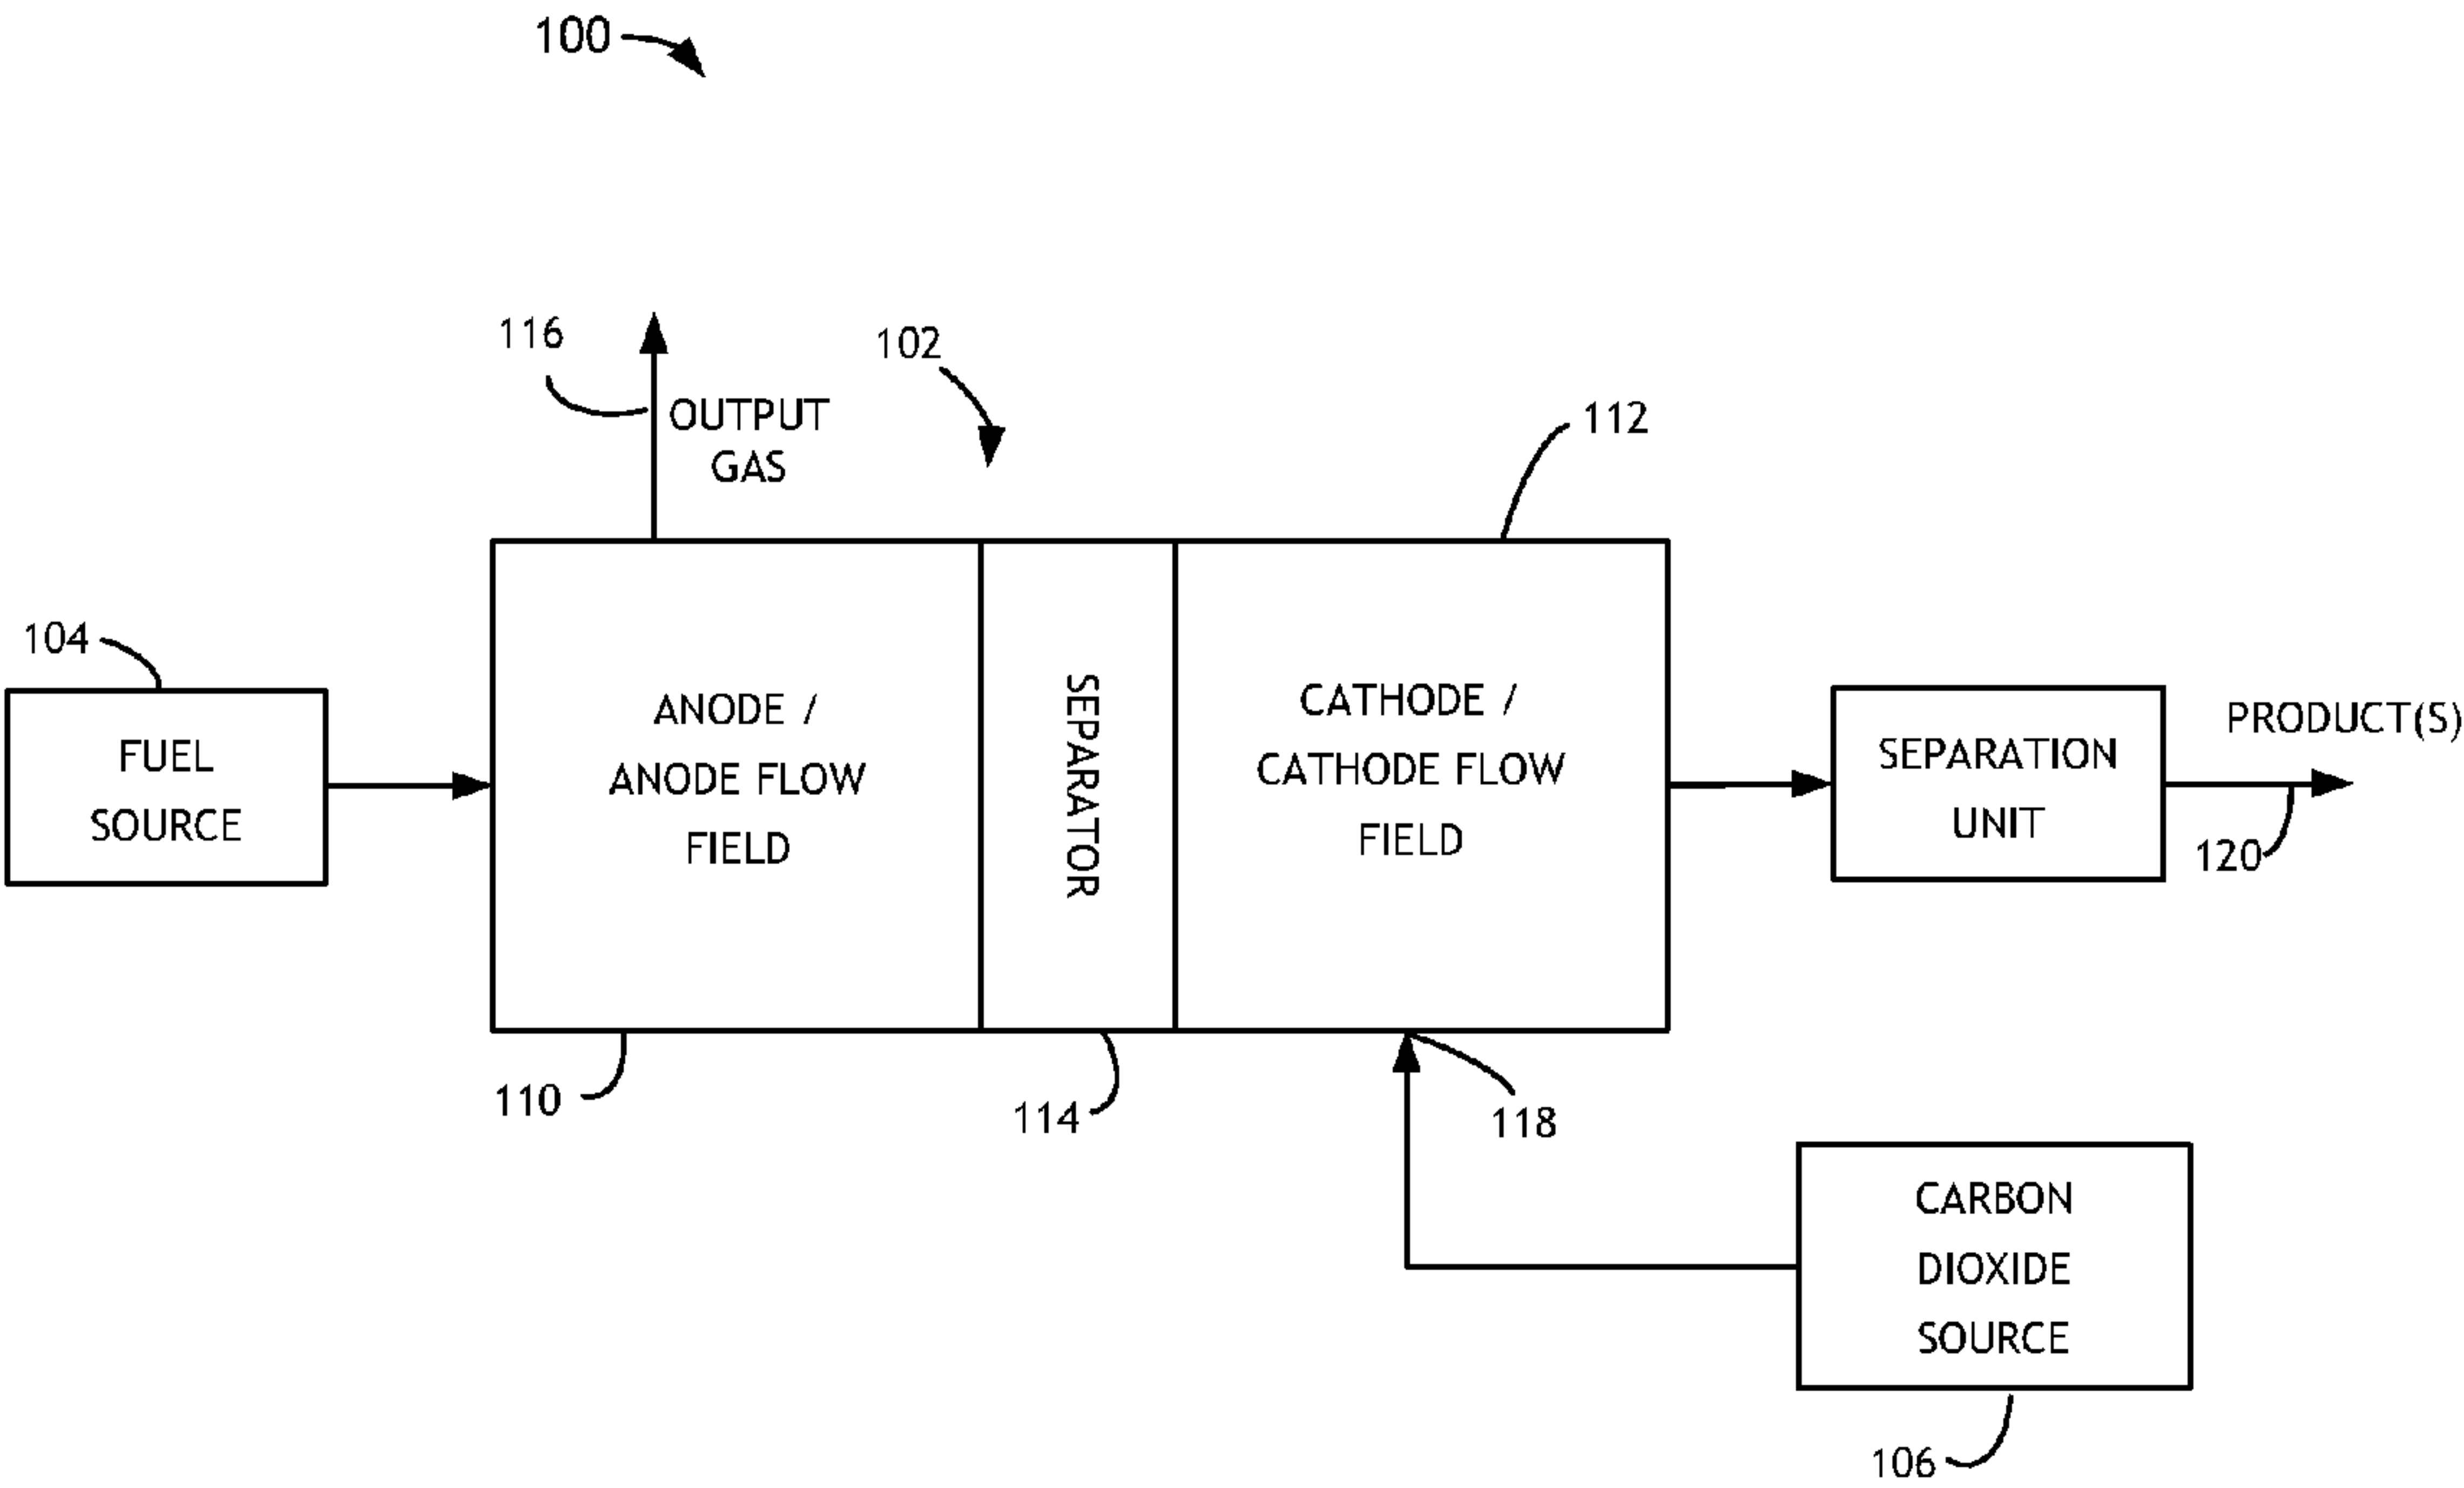 100
116
102
OUTPUT
GAS
112
104
FUEL
SOURCE
ANODE /
ANODE FLOW
FIELD
SEPARATOR
CATHODE /
CATHODE FLOW
FIELD
SEPARATION
UNIT
PRODUCT(S)
120
110
114
118
CARBON
DIOXIDE
SOURCE
106